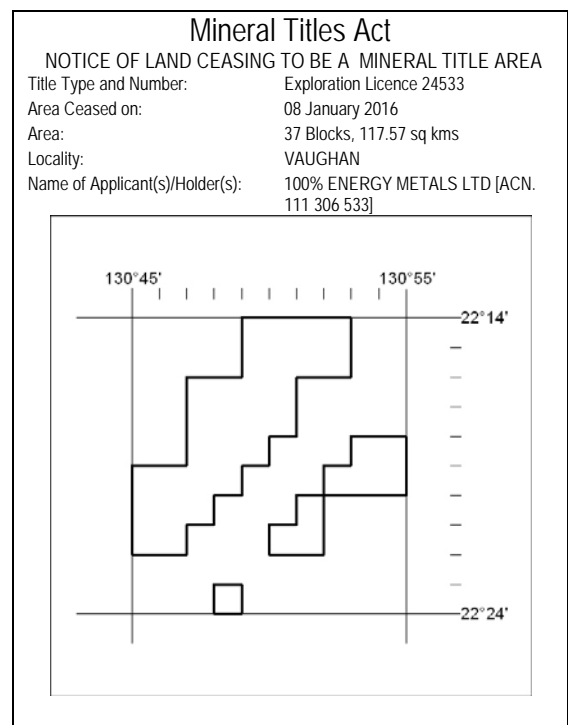 Mineral Titles Act
NOTICE OF LAND CEASING TO BE A MINERAL TITLE AREA
Title Type and Number: Exploration Licence 24533
Area Ceased on: 08 January 2016
Area: 37 Blocks, 117.57 sq kms
Locality: VAUGHAN
Name of Applicant(s)/Holder(s): 100% ENERGY METALS LTD [ACN.
111 306 533]
130°45' 130°55'
22°14'
22°24'